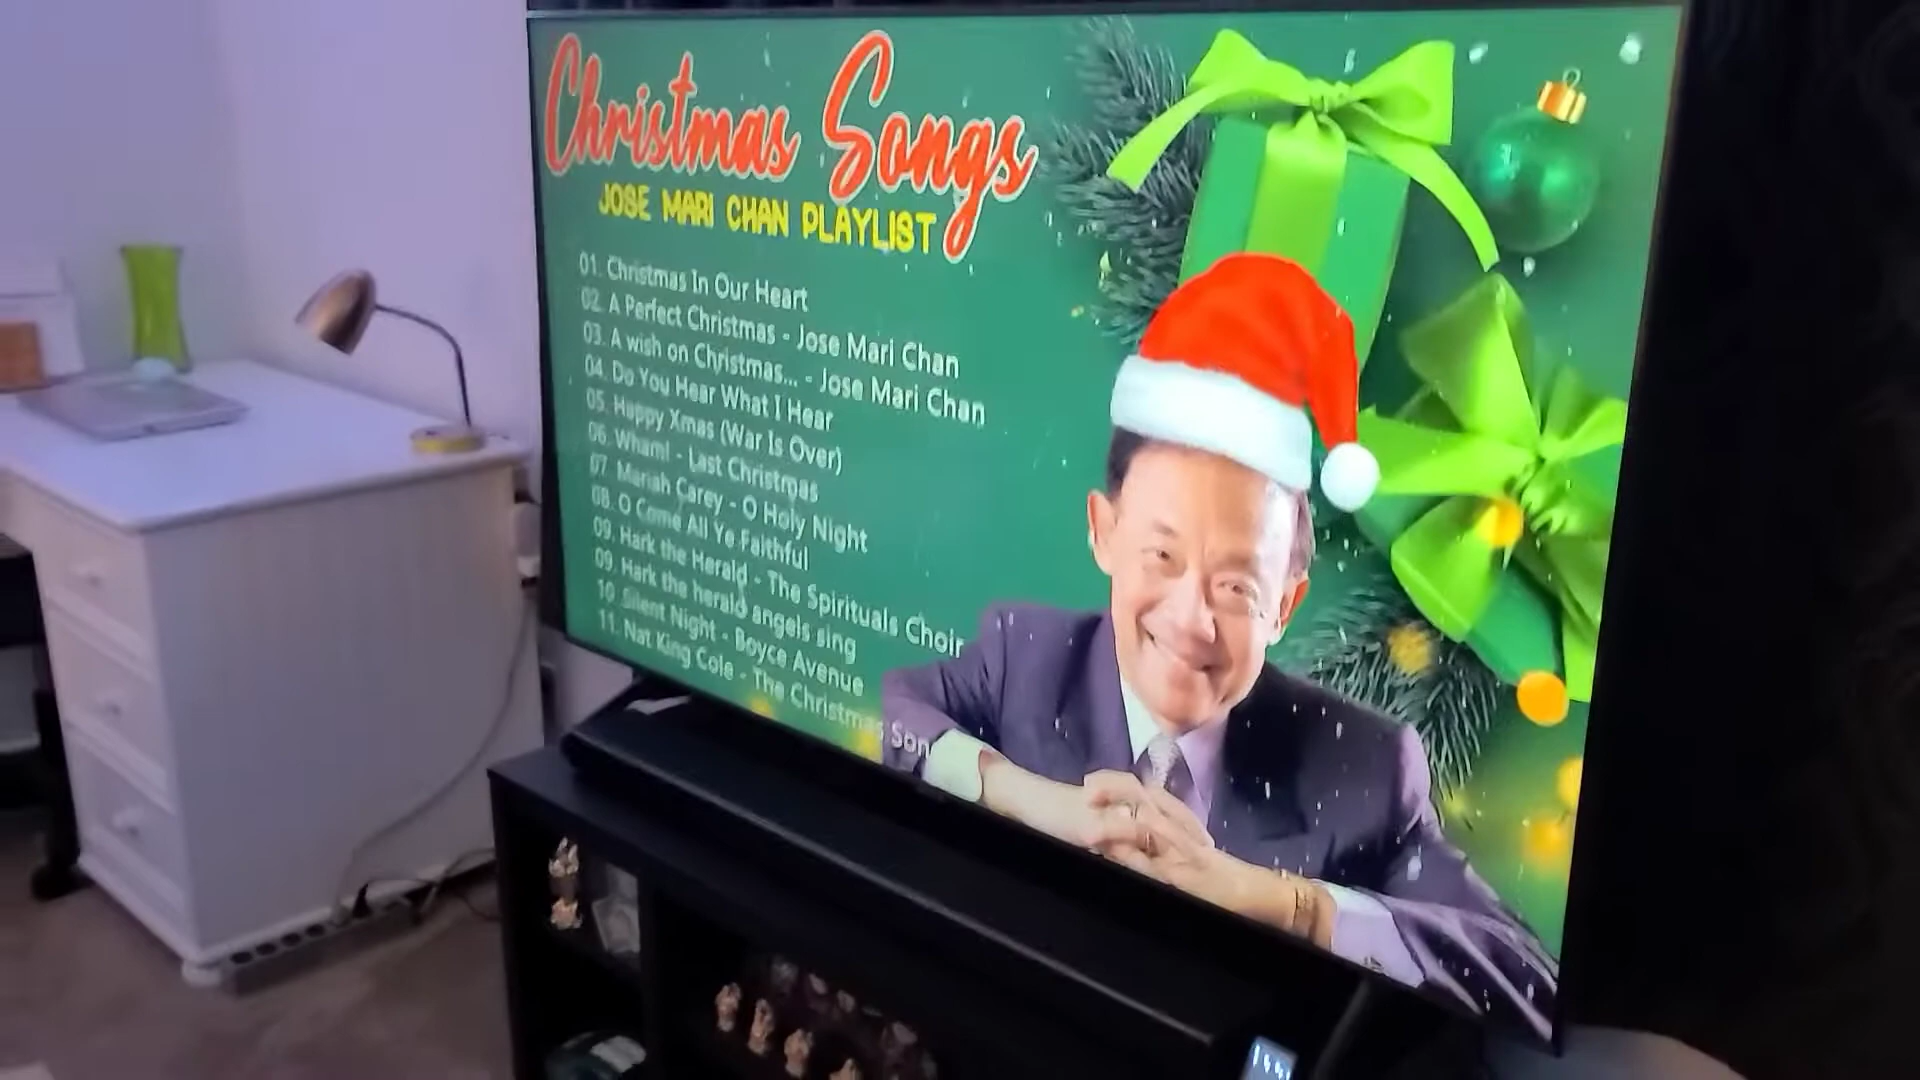 Christmas Songs
JOSE MARI CHAN PLAYLIST
01. Christmas In Our Heart
02. A Perfect Christmas - Jose Mari Chan
03. A wish on Christmas... - Jose Mari Chan
04. Do You Hear What I Hear
05. Happy Xmas (War Is Over)
06. Wham! - Last Christmas
07. Mariah Carey - O Holy Night
08. O Come All Ye Faithful
09. Hark the Herald - The Spirituals Choir
09. Hark the herald angels sing
10. Silent Night - Boyce Avenue
11. Nat King Cole - The Christmas Son